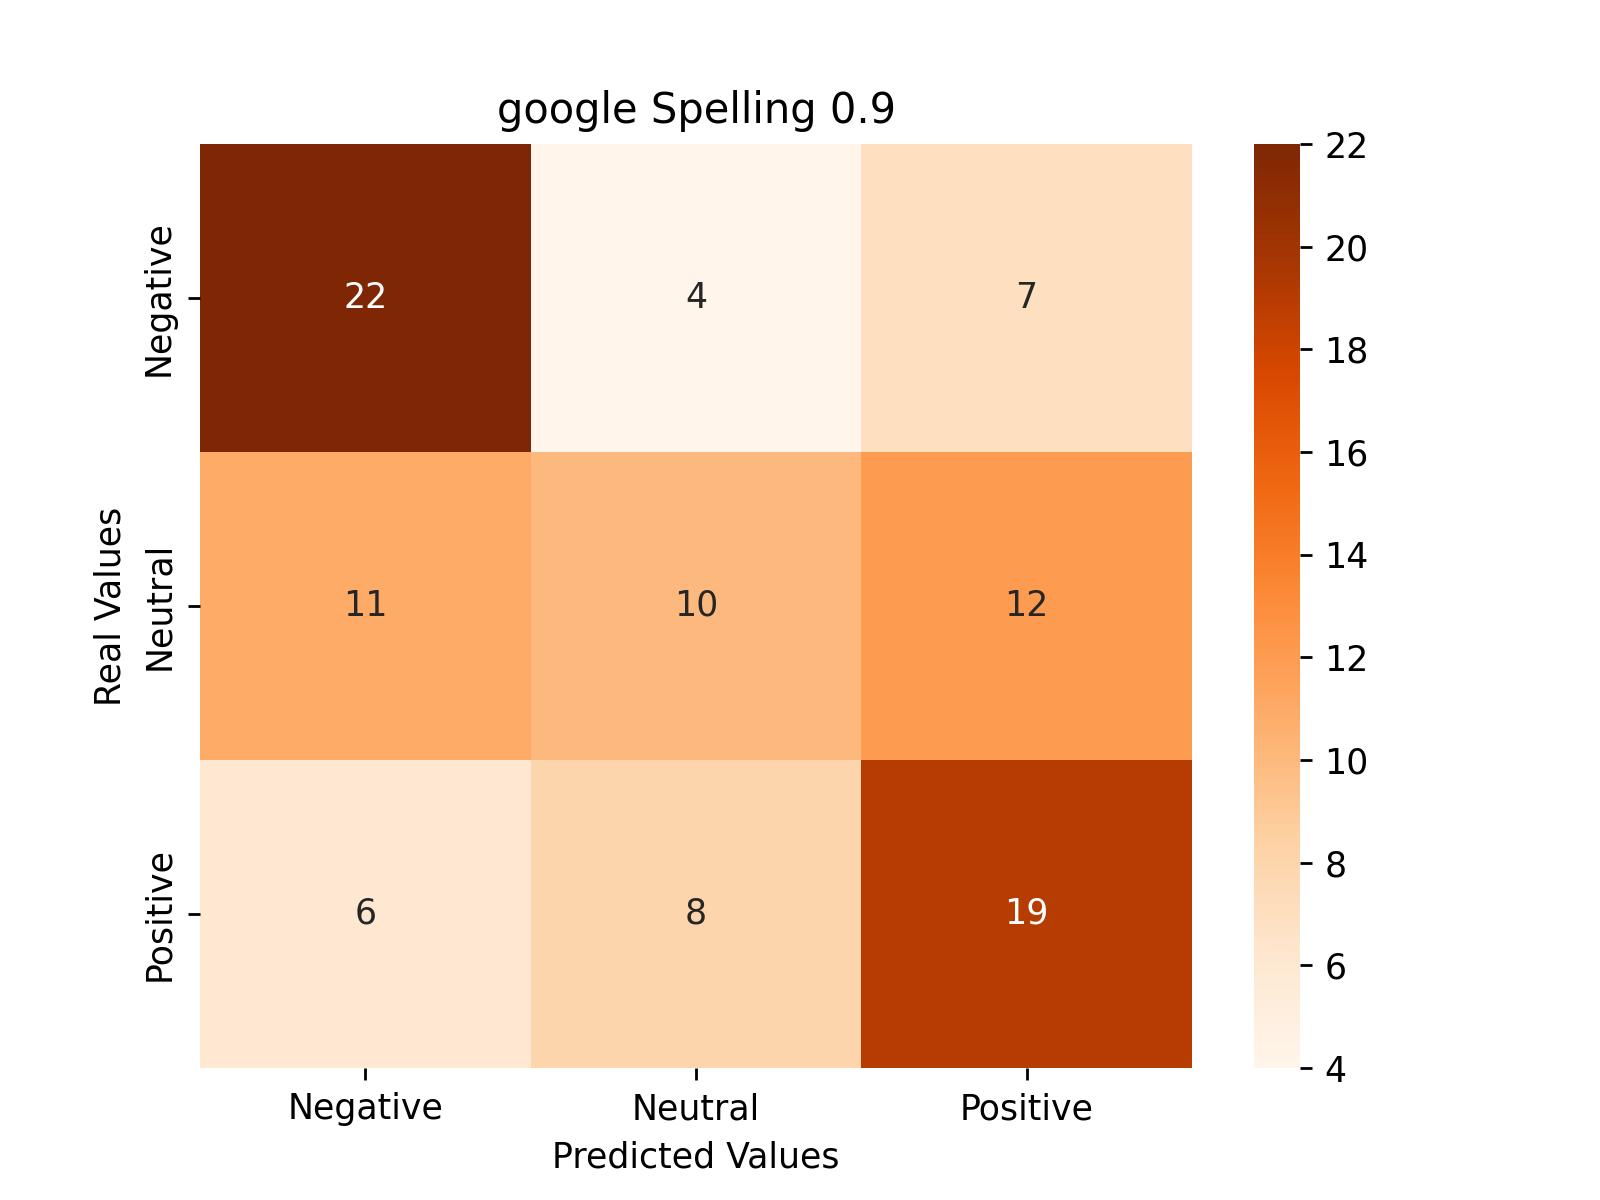 google Spelling 0.9
22
20
18
16
14
12
10
8
6
4
Real Values
Negative
22 4 7
Neutral
11 10 12
Positive
6 8 19
Negative Neutral Positive
Predicted Values